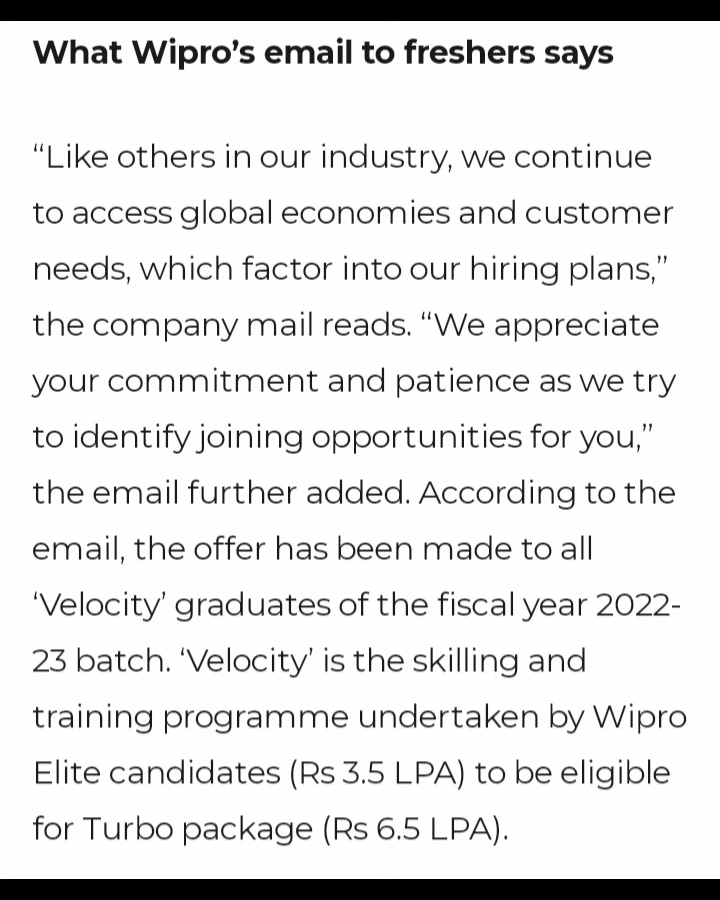 What Wipro’s email to freshers says
“Like others in our industry, we continue
to access global economies and customer
needs, which factor into our hiring plans,”
the company mail reads. “We appreciate
your commitment and patience as we try
to identify joining opportunities for you,”
the email further added. According to the
email, the offer has been made to all
‘Velocity’ graduates of the fiscal year 2022-
23 batch. ‘Velocity’ is the skilling and
training programme undertaken by Wipro
Elite candidates (Rs 3.5 LPA) to be eligible
for Turbo package (Rs 6.5 LPA).